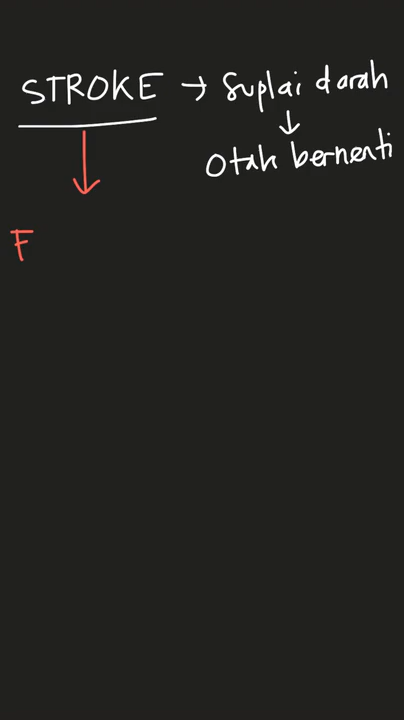 STROKE → Suplai darah
↓
Otak berhenti
↓
F